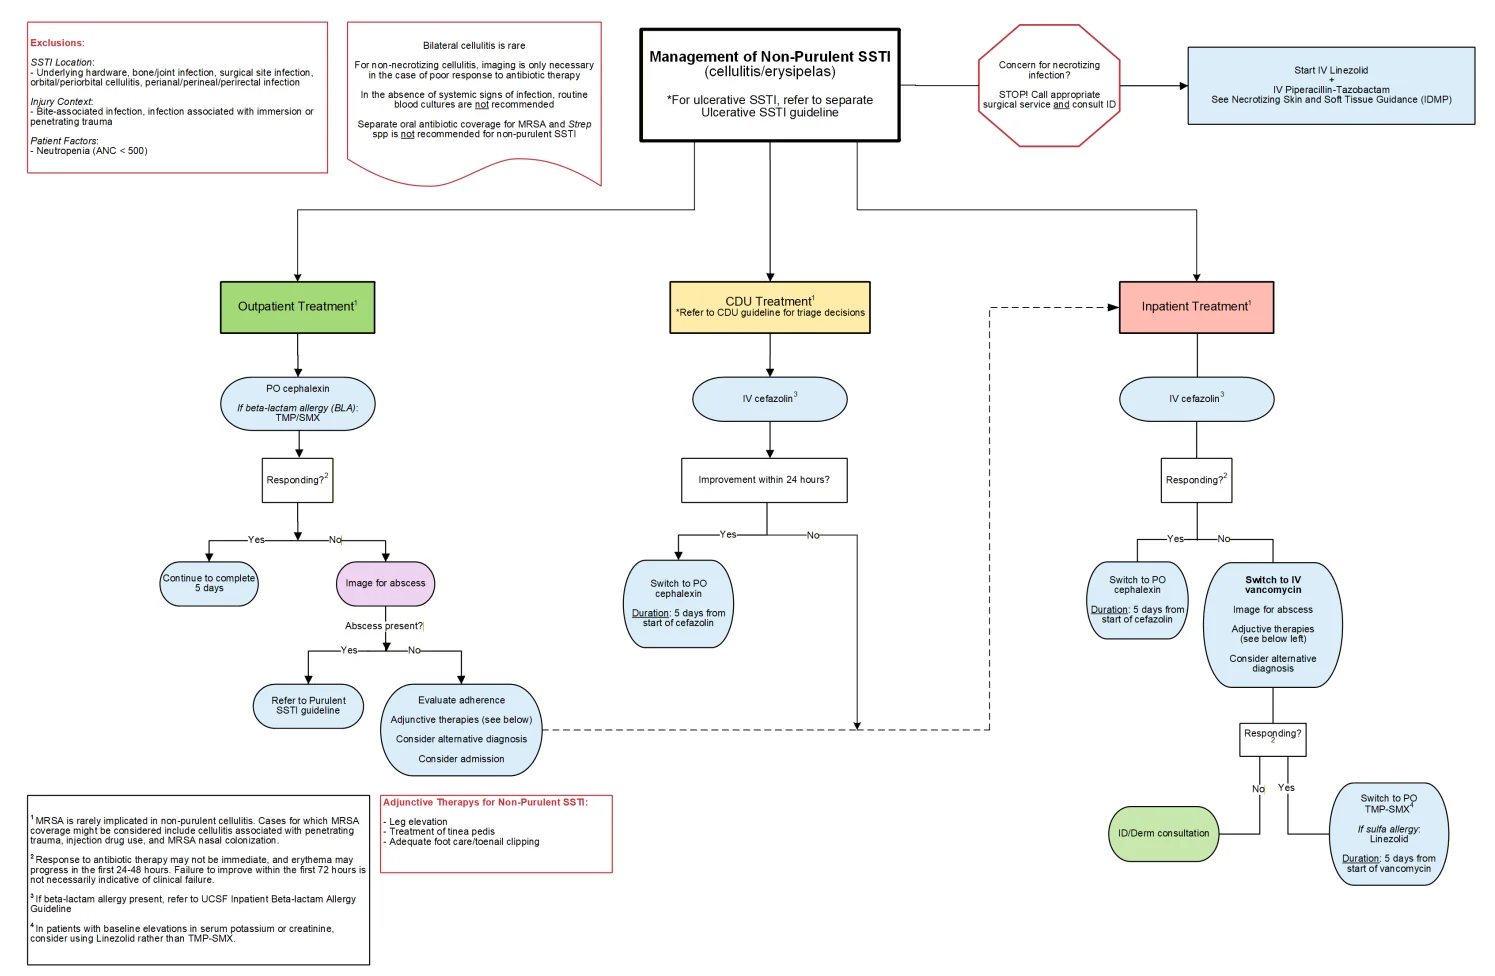 Exclusions:
SSTI Location:
- Underlying hardware, bone/joint infection, surgical site infection,
orbital/periorbital cellulitis, perianal/perineal/perirectal infection
Injury Context:
- Bite-associated infection, infection associated with immersion or
penetrating trauma
Patient Factors:
- Neutropenia (ANC < 500)
Bilateral cellulitis is rare
For non-necrotizing cellulitis, imaging is only necessary
in the case of poor response to antibiotic therapy
In the absence of systemic signs of infection, routine
blood cultures are not recommended
Separate oral antibiotic coverage for MRSA and Strep
spp is not recommended for non-purulent SSTI
Management of Non-Purulent SSTI
(cellulitis/erysipelas)
*For ulcerative SSTI, refer to separate
Ulcerative SSTI guideline
Concern for necrotizing
infection?
STOP! Call appropriate
surgical service and consult ID
Start IV Linezolid
+
IV Piperacillin-Tazobactam
See Necrotizing Skin and Soft Tissue Guidance (IDMP)
Outpatient Treatment1
PO cephalexin
If beta-lactam allergy (BLA):
TMP/SMX
Responding?2
Yes
No
Continue to complete
5 days
Image for abscess
Abscess present?
Yes
No
Refer to Purulent
SSTI guideline
Evaluate adherence
Adjunctive therapies (see below)
Consider alternative diagnosis
Consider admission
CDU Treatment1
*Refer to CDU guideline for triage decisions
IV cefazolin3
Improvement within 24 hours?
Yes
No
Switch to PO
cephalexin
Duration: 5 days from
start of cefazolin
Inpatient Treatment1
IV cefazolin3
Responding?2
Yes
No
Switch to PO
cephalexin
Duration: 5 days from
start of cefazolin
Switch to IV
vancomycin
Image for abscess
Adjuctive therapies
(see below left)
Consider alternative
diagnosis
Responding?
2
No
Yes
ID/Derm consultation
Switch to PO
TMP-SMX4
If sulfa allergy:
Linezolid
Duration: 5 days from
start of vancomycin
1 MRSA is rarely implicated in non-purulent cellulitis. Cases for which MRSA
coverage might be considered include cellulitis associated with penetrating
trauma, injection drug use, and MRSA nasal colonization.
2 Response to antibiotic therapy may not be immediate, and erythema may
progress in the first 24-48 hours. Failure to improve within the first 72 hours is
not necessarily indicative of clinical failure.
3 If beta-lactam allergy present, refer to UCSF Inpatient Beta-lactam Allergy
Guideline
4 In patients with baseline elevations in serum potassium or creatinine,
consider using Linezolid rather than TMP-SMX.
Adjunctive Therapys for Non-Purulent SSTI:
- Leg elevation
- Treatment of tinea pedis
- Adequate foot care/toenail clipping